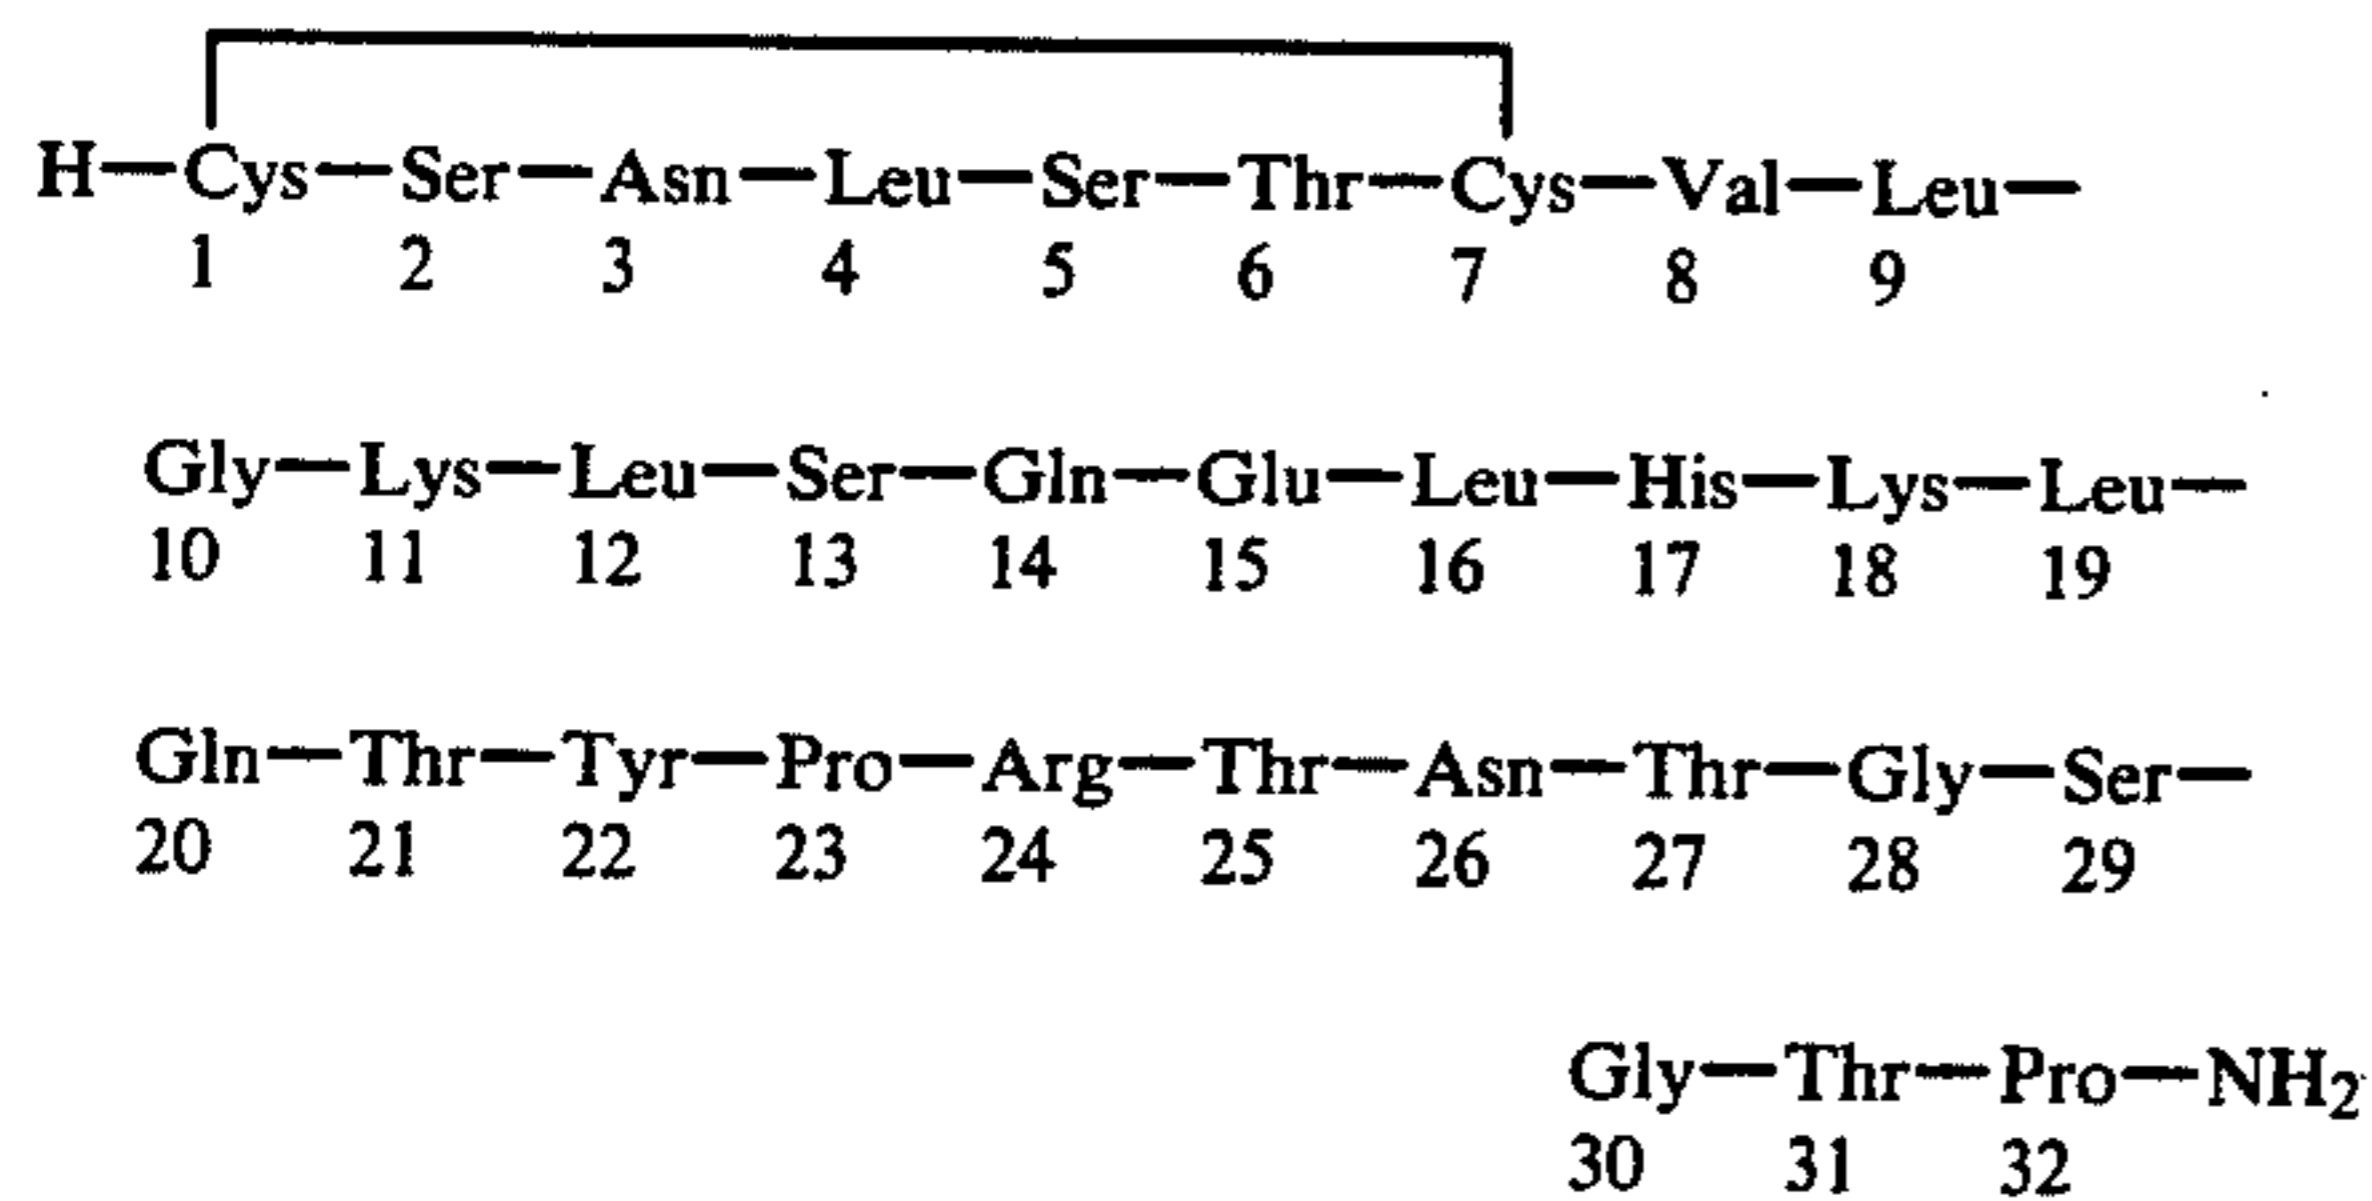 H—Cys—Ser—Asn—Leu—Ser—Thr—Cys—Val—Leu—
1 2 3 4 5 6 7 8 9
Gly—Lys—Leu—Ser—Gln—Glu—Leu—His—Lys—Leu—
10 11 12 13 14 15 16 17 18 19
Gln—Thr—Tyr—Pro—Arg—Thr—Asn—Thr—Gly—Ser—
20 21 22 23 24 25 26 27 28 29
Gly—Thr—Pro—NH₂
30 31 32